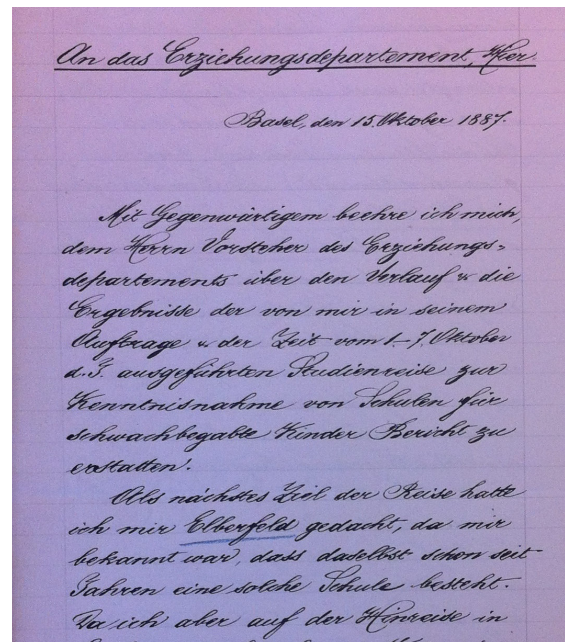 An das Erziehungsdepartement, Hier.
Basel, den 15. Oktober 1887.
Mit Gegenwärtigem beehre ich mich,
dem Herrn Vorsteher des Erziehungs-
departements über den Verlauf & die
Ergebnisse der von mir in seinem
Auftrage & der Zeit vom 1-7. Oktober
d. J. ausgeführten Studienreise zur
Kenntnisnahme von Schulen für
schwachbegabte Kinder Bericht zu
erstatten.
Als nächstes Ziel der Reise hatte
ich mir Elberfeld gedacht, da mir
bekannt war, dass daselbst schon seit
Jahren eine solche Schule besteht.
Da ich aber auf der Hinreise in